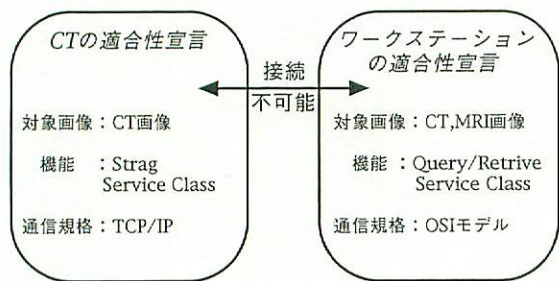 CTの適合性宣言
対象画像：CT画像
機能　：Strag
Service Class
通信規格：TCP/IP
接続
不可能
ワークステーション
の適合性宣言
対象画像：CT,MRI画像
機能：Query/Retrive
Service Class
通信規格：OSIモデル